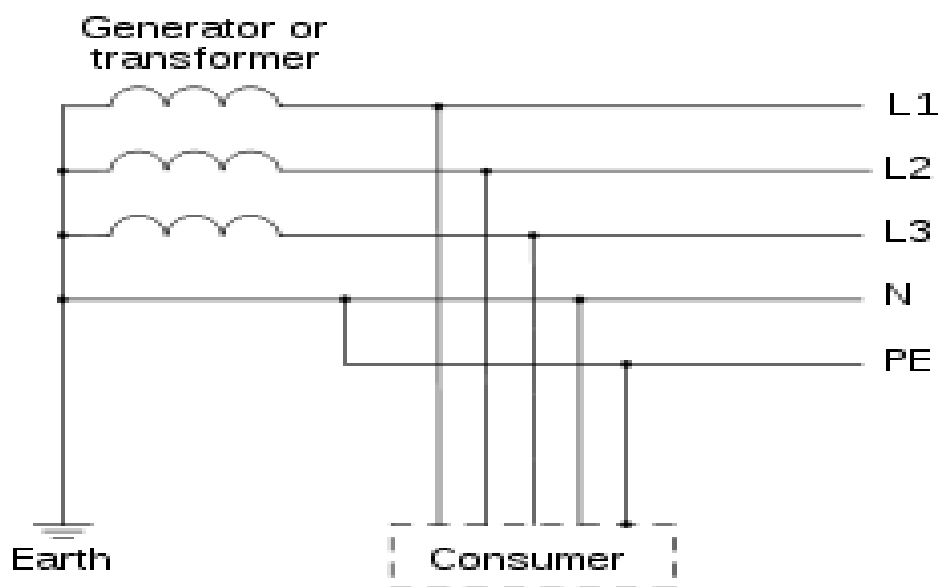 Generator or
transformer
L1
L2
L3
N
PE
Earth
Consumer